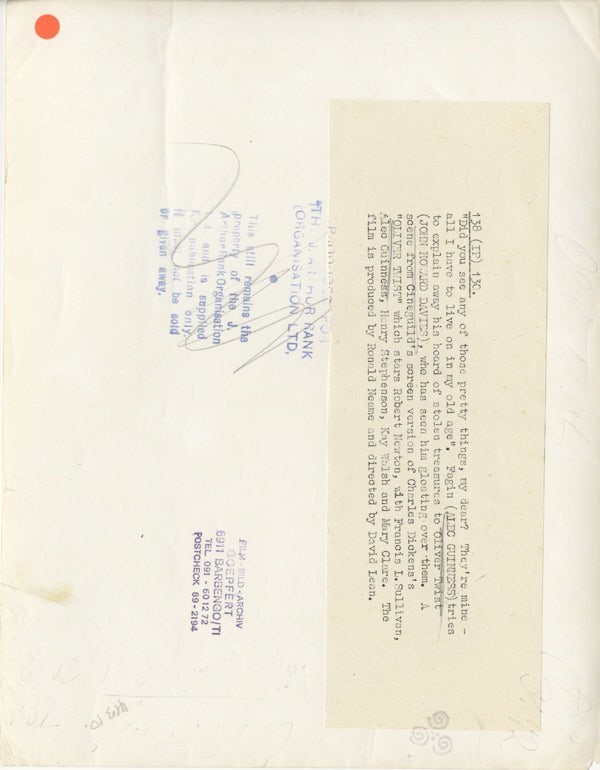 138 (IP) 130.
"Did you see any of those pretty things, my dear? They're mine -
all I have to live on in my old age". Fagin (ALEC GUINNESS) tries
to explain away his hoard of stolen treasures to Oliver Twist
(JOHN HOWARD DAVIES), who has seen him gloating over them. A
scene from Cineguild's screen version of Charles Dickens's
"OLIVER TWIST" which stars Robert Newton, with Francis L. Sullivan,
Alec Guinness, Henry Stephenson, Kay Walsh and Mary Clare. The
film is produced by Ronald Neame and directed by David Lean.
THE J. ARTHUR RANK
ORGANISATION LTD.
This still remains the
property of the J.
Arthur Rank Organisation
and is supplied
for publication only
It must not be sold
or given away.
FILM-BILD-ARCHIV
GOEPFERT
6911 BARBENGO/TI
TEL 091 - 60 12 72
POSTCHECK 69 - 2194